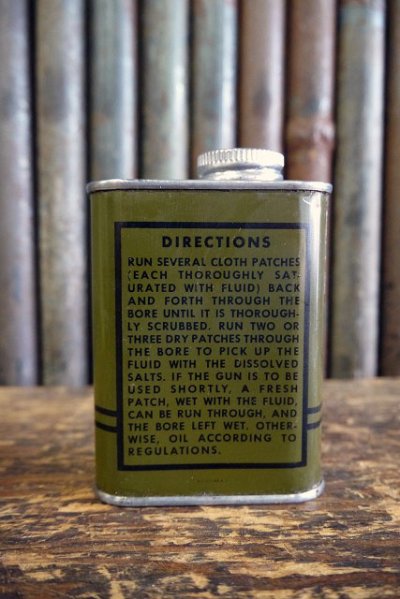 DIRECTIONS
RUN SEVERAL CLOTH PATCHES
(EACH THOROUGHLY SAT-
URATED WITH FLUID) BACK
AND FORTH THROUGH THE
BORE UNTIL IT IS THOROUGH-
LY SCRUBBED. RUN TWO OR
THREE DRY PATCHES THROUGH
THE BORE TO PICK UP THE
FLUID WITH THE DISSOLVED
SALTS. IF THE GUN IS TO BE
USED SHORTLY, A FRESH
PATCH, WET WITH THE FLUID,
CAN BE RUN THROUGH, AND
THE BORE LEFT WET. OTHER-
WISE, OIL ACCORDING TO
REGULATIONS.